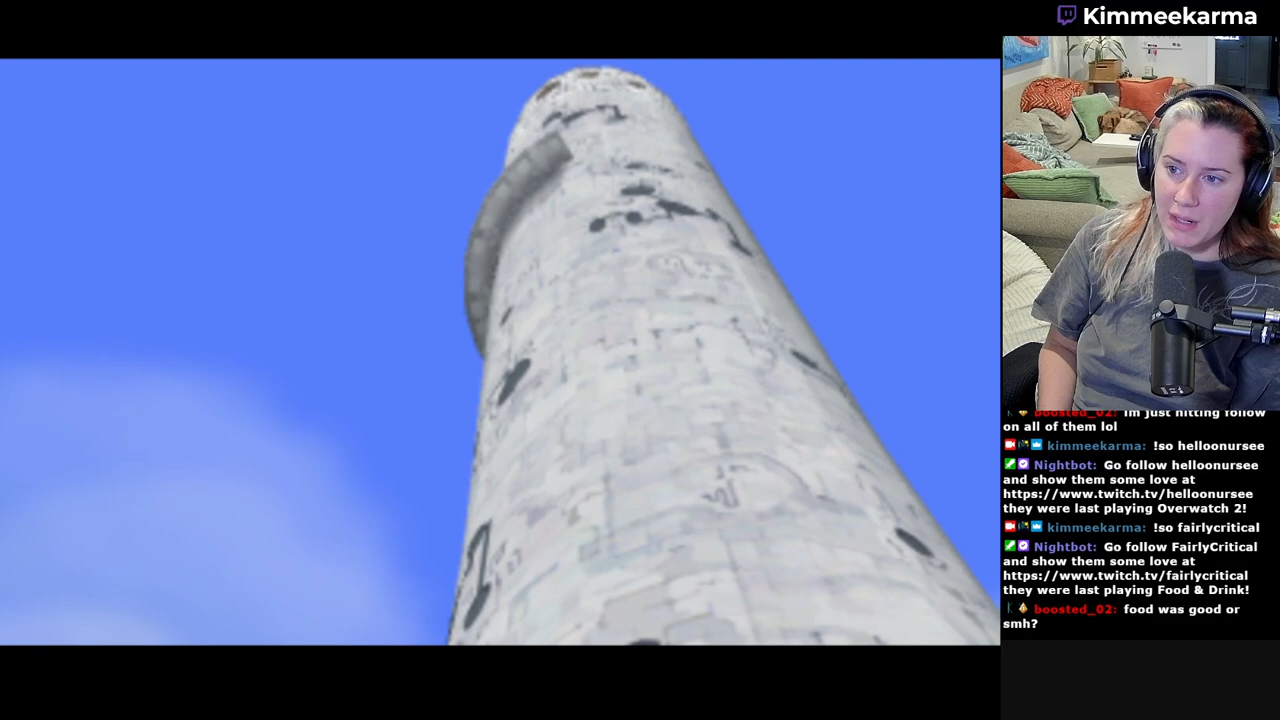 Kimmeekarma
boosted_02: im just hitting follow
on all of them lol
kimmeekarma: !so helloonursee
Nightbot: Go follow helloonursee
and show them some love at
https://www.twitch.tv/helloonursee
they were last playing Overwatch 2!
kimmeekarma: !so fairlycritical
Nightbot: Go follow FairlyCritical
and show them some love at
https://www.twitch.tv/fairlycritical
they were last playing Food & Drink!
boosted_02: food was good or
smh?